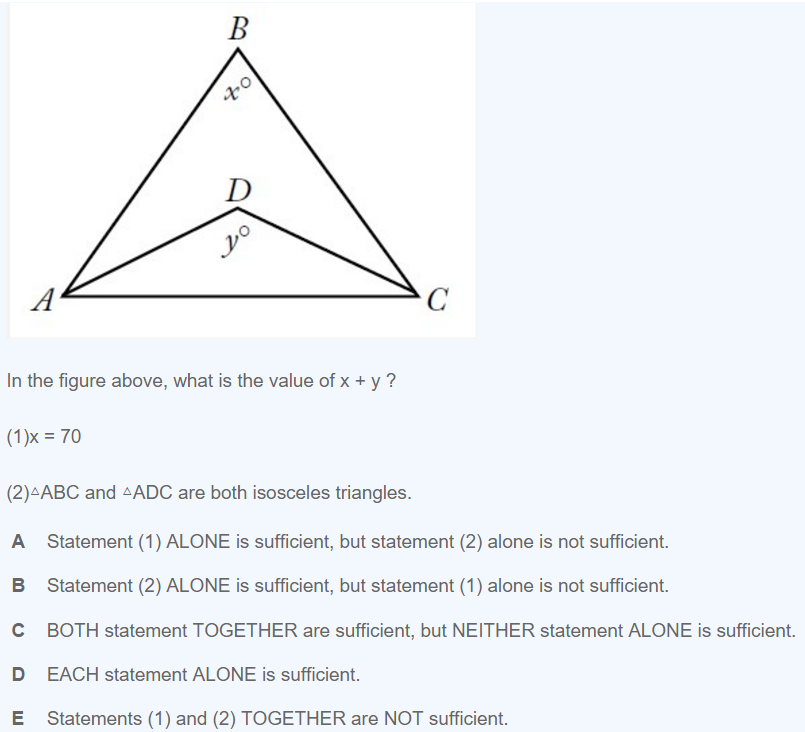 B
x°
D
y°
A
C
In the figure above, what is the value of x + y ?
(1)x = 70
(2)▵ABC and ▵ADC are both isosceles triangles.
A Statement (1) ALONE is sufficient, but statement (2) alone is not sufficient.
B Statement (2) ALONE is sufficient, but statement (1) alone is not sufficient.
C BOTH statement TOGETHER are sufficient, but NEITHER statement ALONE is sufficient.
D EACH statement ALONE is sufficient.
E Statements (1) and (2) TOGETHER are NOT sufficient.